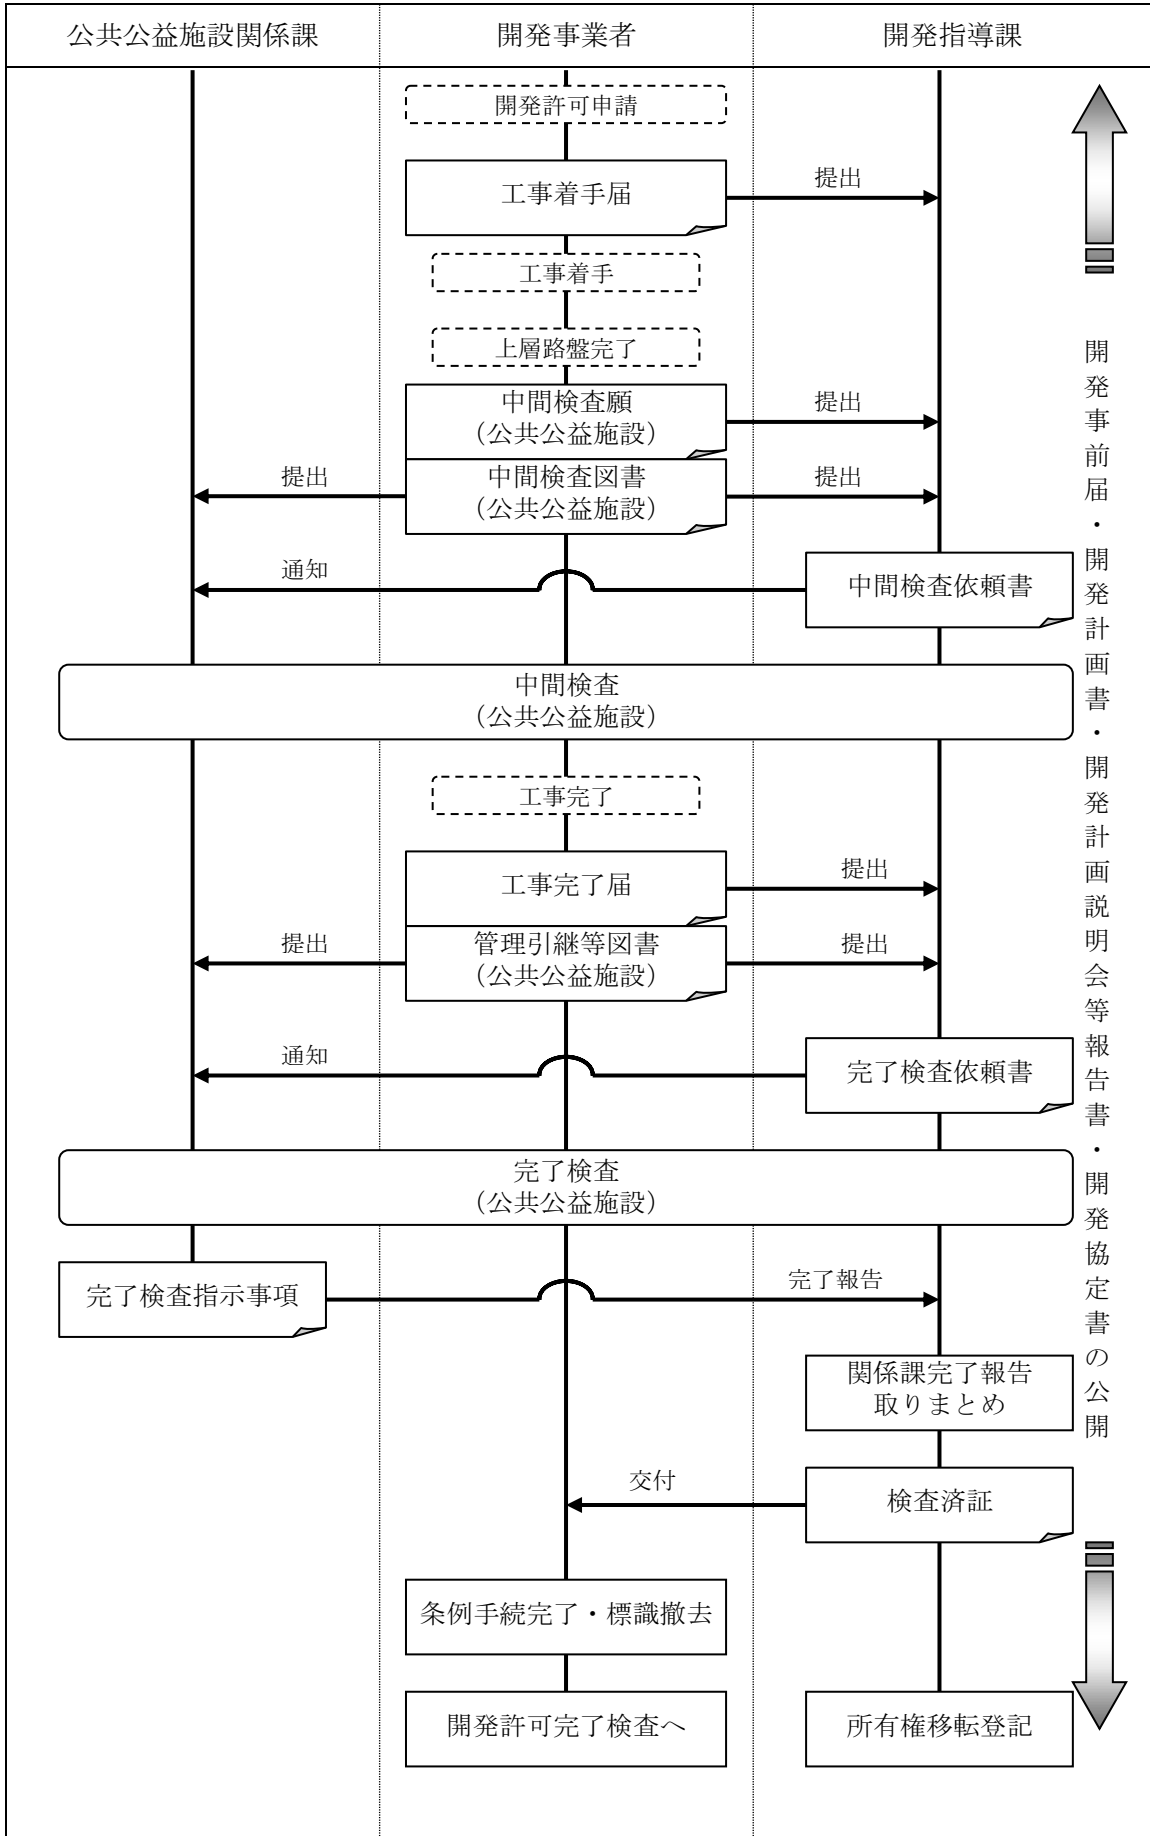 公共公益施設関係課
開発事業者
開発指導課
開発許可申請
工事着手届
提出
工事着手
上層路盤完了
中間検査願
（公共公益施設）
提出
提出
中間検査図書
（公共公益施設）
提出
通知
中間検査依頼書
中間検査
（公共公益施設）
工事完了
工事完了届
提出
提出
管理引継等図書
（公共公益施設）
提出
通知
完了検査依頼書
完了検査
（公共公益施設）
完了検査指示事項
完了報告
関係課完了報告
取りまとめ
交付
検査済証
条例手続完了・標識撤去
開発許可完了検査へ
所有権移転登記
開発事前届・開発計画書・開発計画説明会等報告書・開発協定書の公開